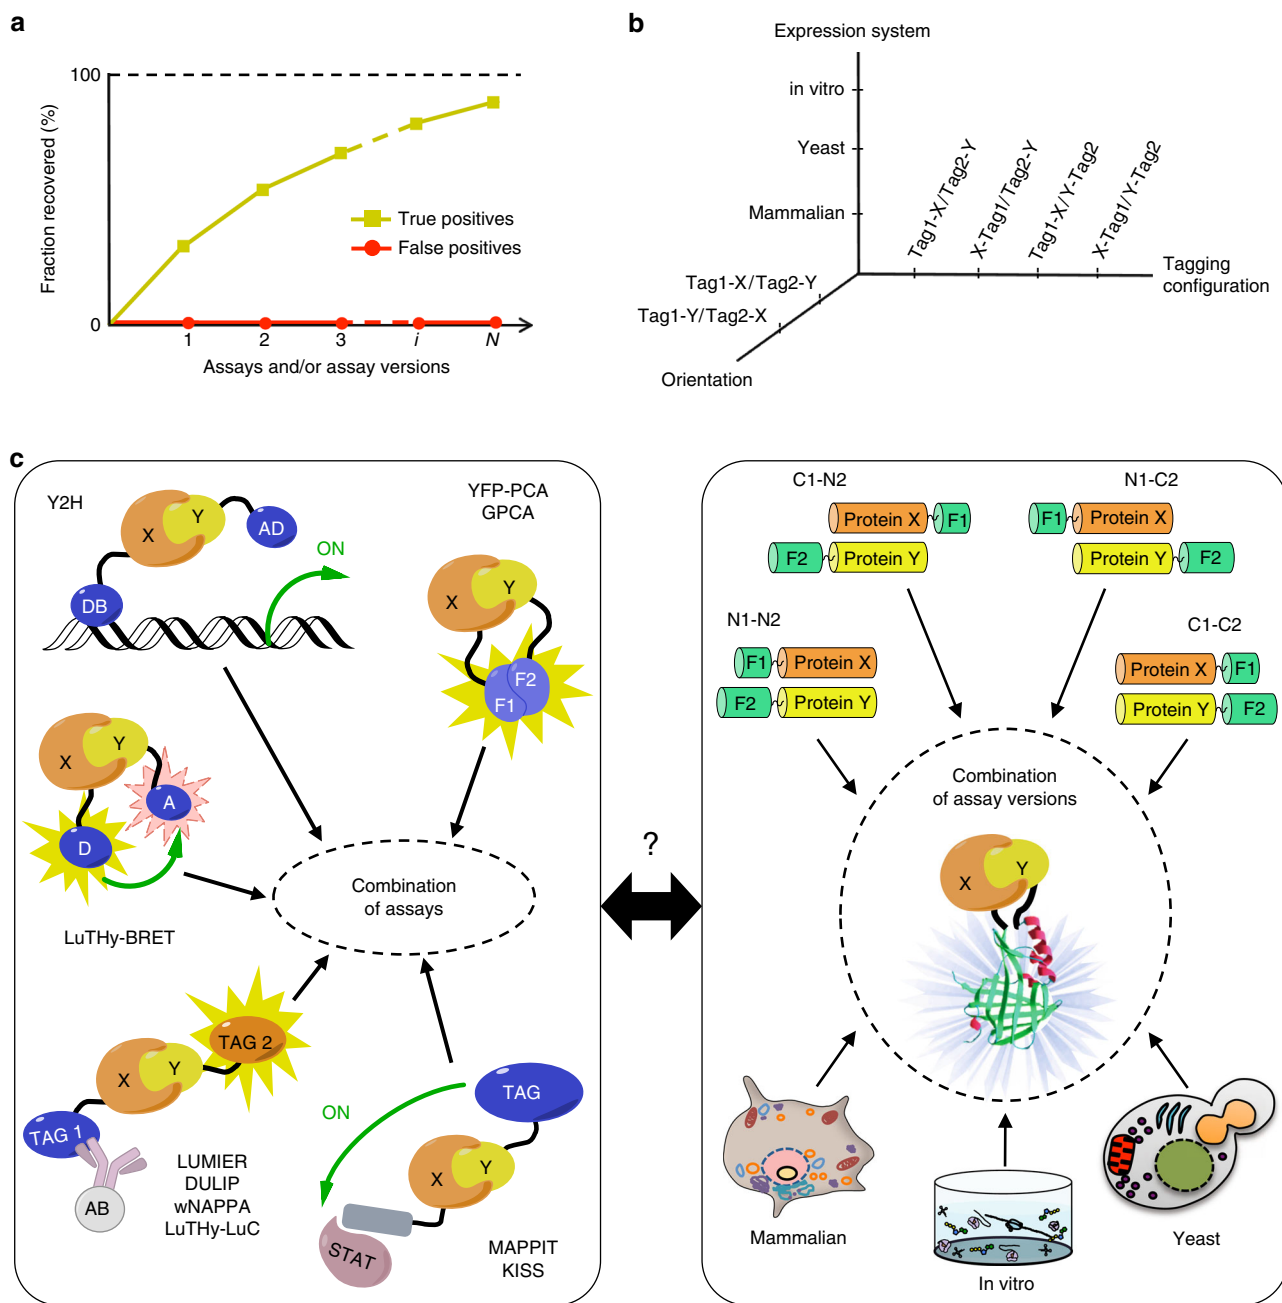 a
100
Fraction recovered (%)
True positives
False positives
0
1 2 3 i N
Assays and/or assay versions
b
Expression system
in vitro
Yeast
Mammalian
Tag1-X/Tag2-Y
X-Tag1/Tag2-Y
Tag1-X/Y-Tag2
X-Tag1/Y-Tag2
Tagging
configuration
Tag1-X/Tag2-Y
Tag1-Y/Tag2-X
Orientation
c
Y2H
X
Y
AD
DB
ON
YFP-PCA
GPCA
X
Y
F2
F1
X
Y
A
D
LuTHy-BRET
Combination
of assays
TAG 2
X
Y
TAG 1
AB
LUMIER
DULIP
wNAPPA
LuTHy-LuC
ON
TAG
X
Y
STAT
MAPPIT
KISS
?
C1-N2
Protein X
F1
F2
Protein Y
N1-C2
F1
Protein X
Protein Y
F2
N1-N2
F1
Protein X
F2
Protein Y
C1-C2
Protein X
F1
Protein Y
F2
Combination
of assay versions
X
Y
Mammalian
In vitro
Yeast